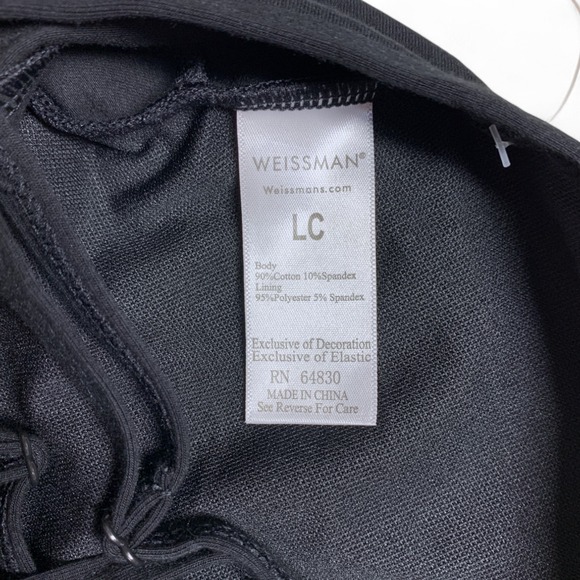 WEISSMAN®
Weissmans.com
LC
Body
90%Cotton 10%Spandex
Lining
95%Polyester 5% Spandex
Exclusive of Decoration
Exclusive of Elastic
RN 64830
MADE IN CHINA
See Reverse For Care